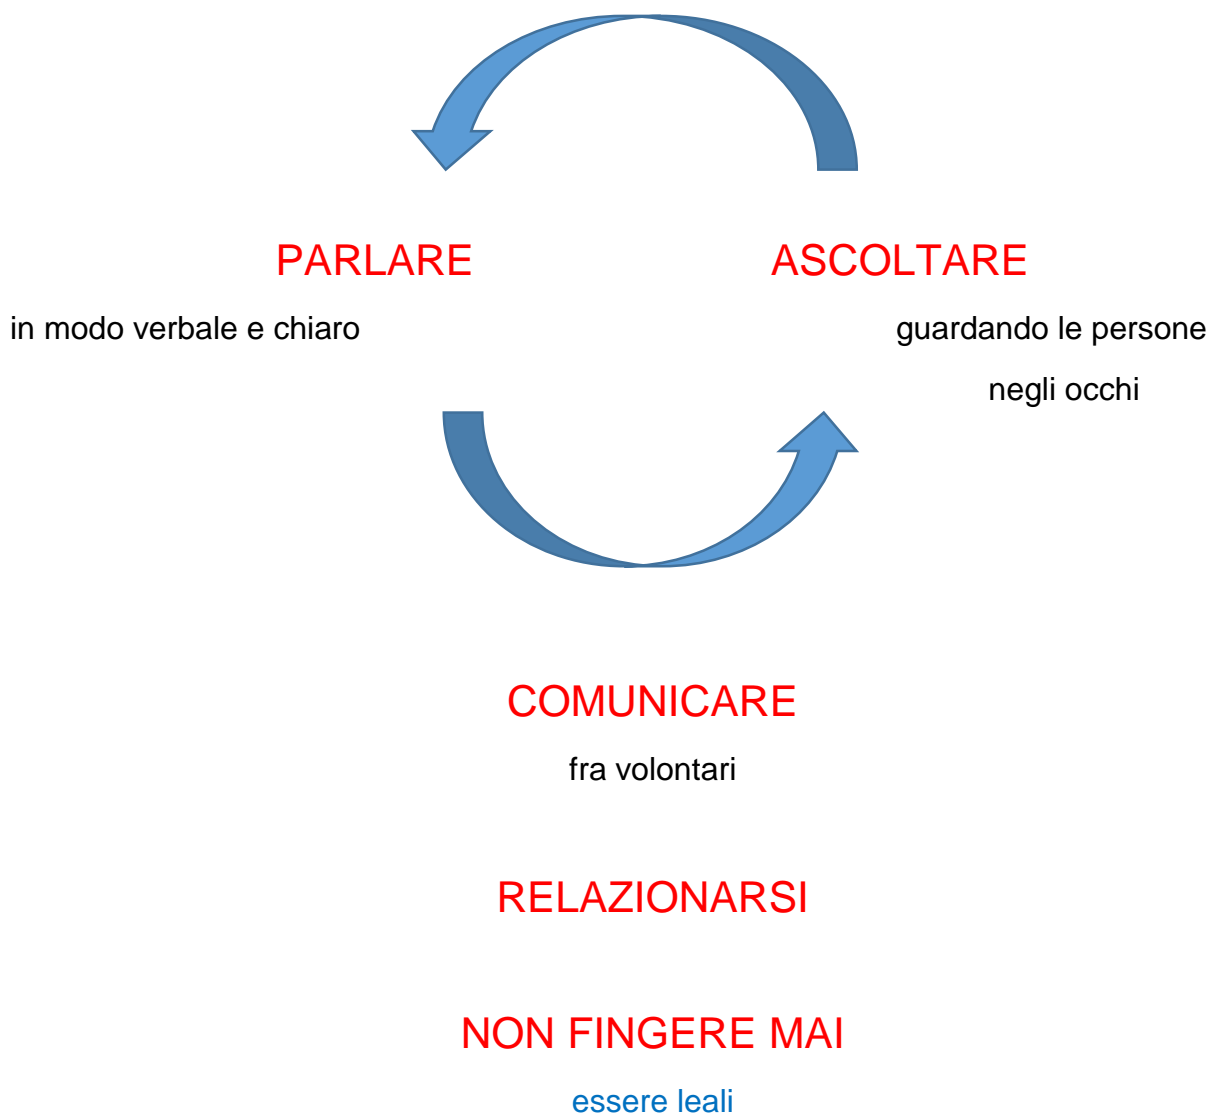 PARLARE
ASCOLTARE
in modo verbale e chiaro
guardando le persone
negli occhi
COMUNICARE
fra volontari
RELAZIONARSI
NON FINGERE MAI
essere leali